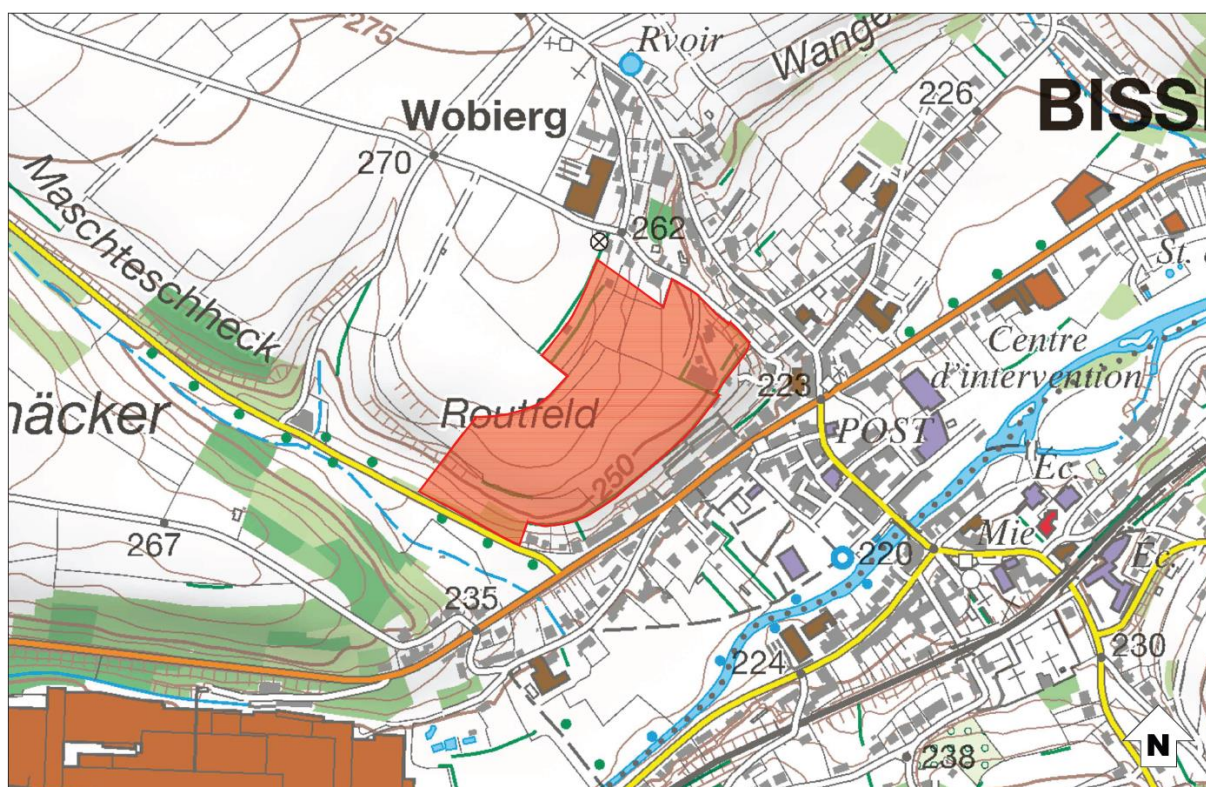 275
Rvoir
Wange
226
BISS
Wobierg
270
Maschteschheck
262
St.
Centre
d'intervention
näcker
Routfeld
223
POST
250
Ec.
267
Mie
220
Ec.
235
224
230
238
N